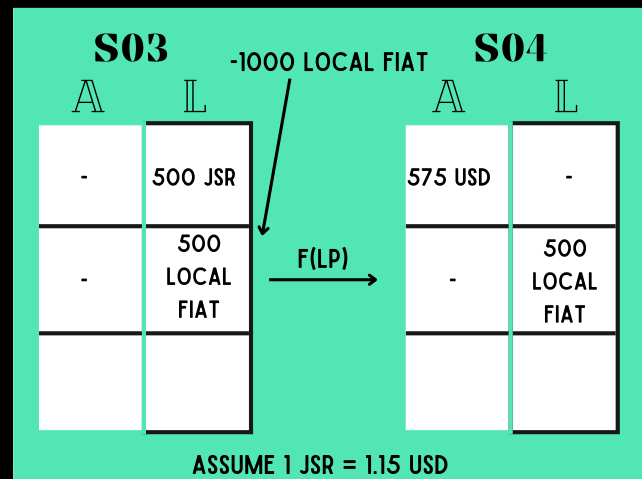 S03
-1000 LOCAL FIAT
S04
A L
A L
- 500 JSR
575 USD -
- 500 LOCAL FIAT
F(LP)
- 500 LOCAL FIAT
ASSUME 1 JSR = 1.15 USD